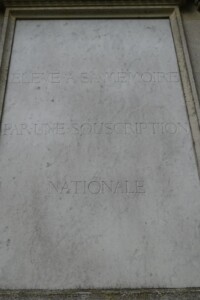 ELEVE A SA MEMOIRE
PAR UNE SOUSCRIPTION
NATIONALE